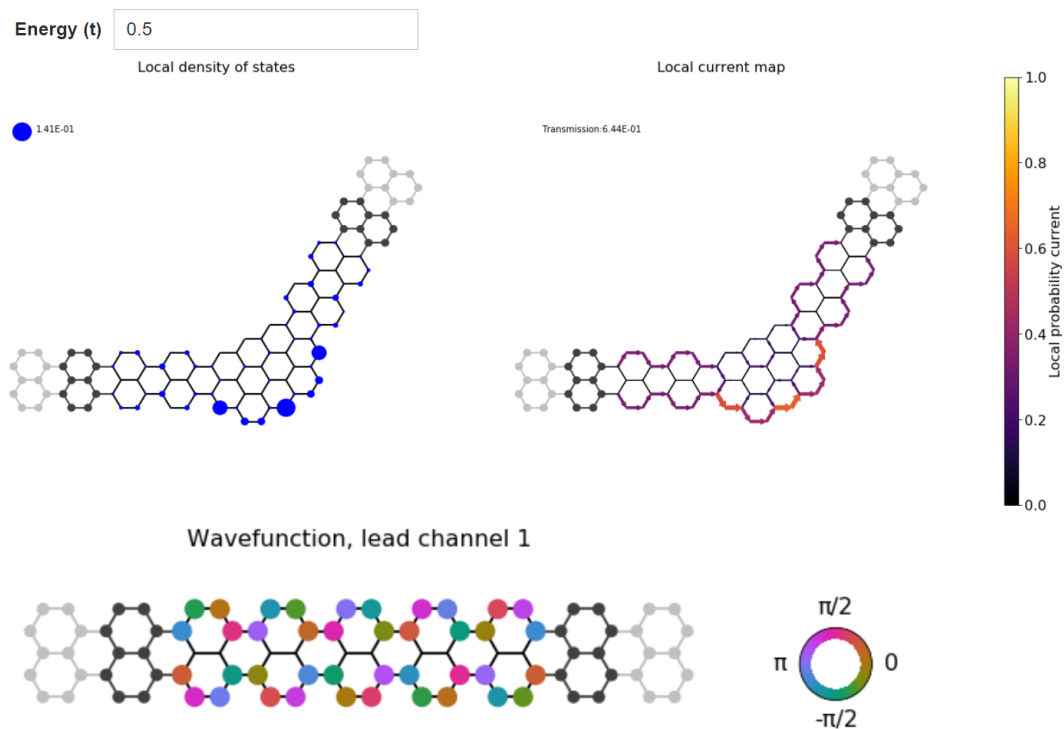 Energy (t) 0.5
Local density of states
Local current map
1.41E-01
Transmission:6.44E-01
1.0
0.8
0.6
0.4
0.2
0.0
Local probability current
Wavefunction, lead channel 1
π/2
π
0
-π/2